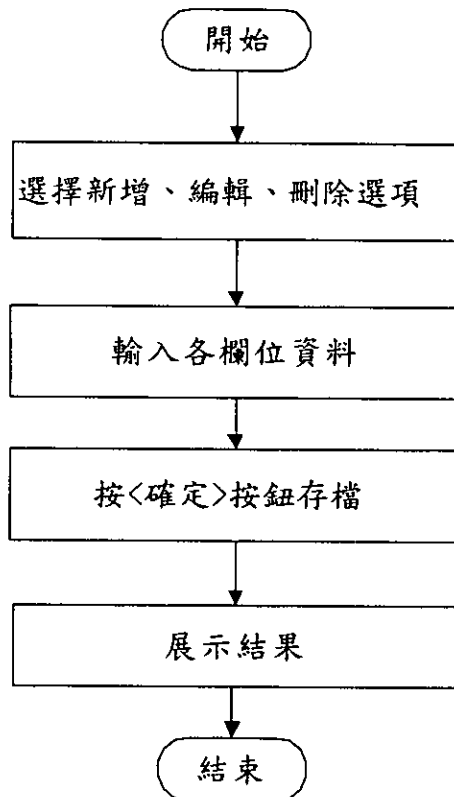 開始
選擇新增、編輯、刪除選項
輸入各欄位資料
按<確定>按鈕存檔
展示結果
結束